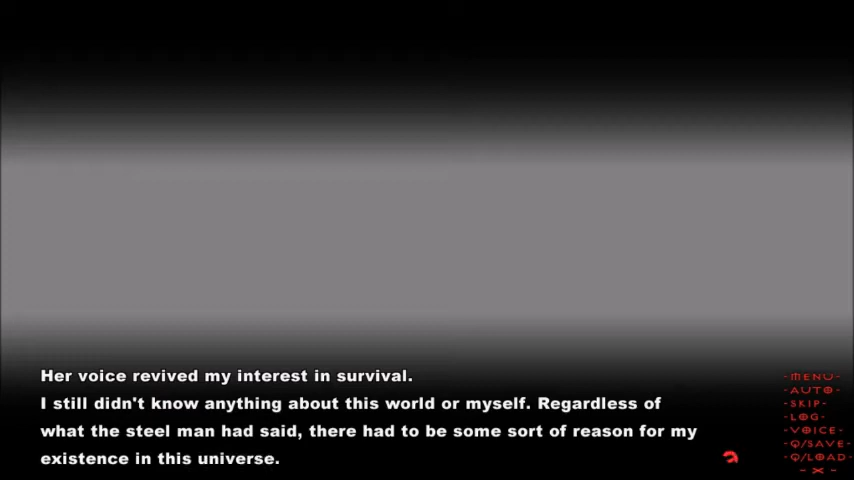 Her voice revived my interest in survival.
I still didn't know anything about this world or myself. Regardless of
what the steel man had said, there had to be some sort of reason for my
existence in this universe.
-MENU-
-AUTO-
-SKIP-
-LOG-
-VOICE-
-Q/SAVE-
-Q/LOAD-
-X-